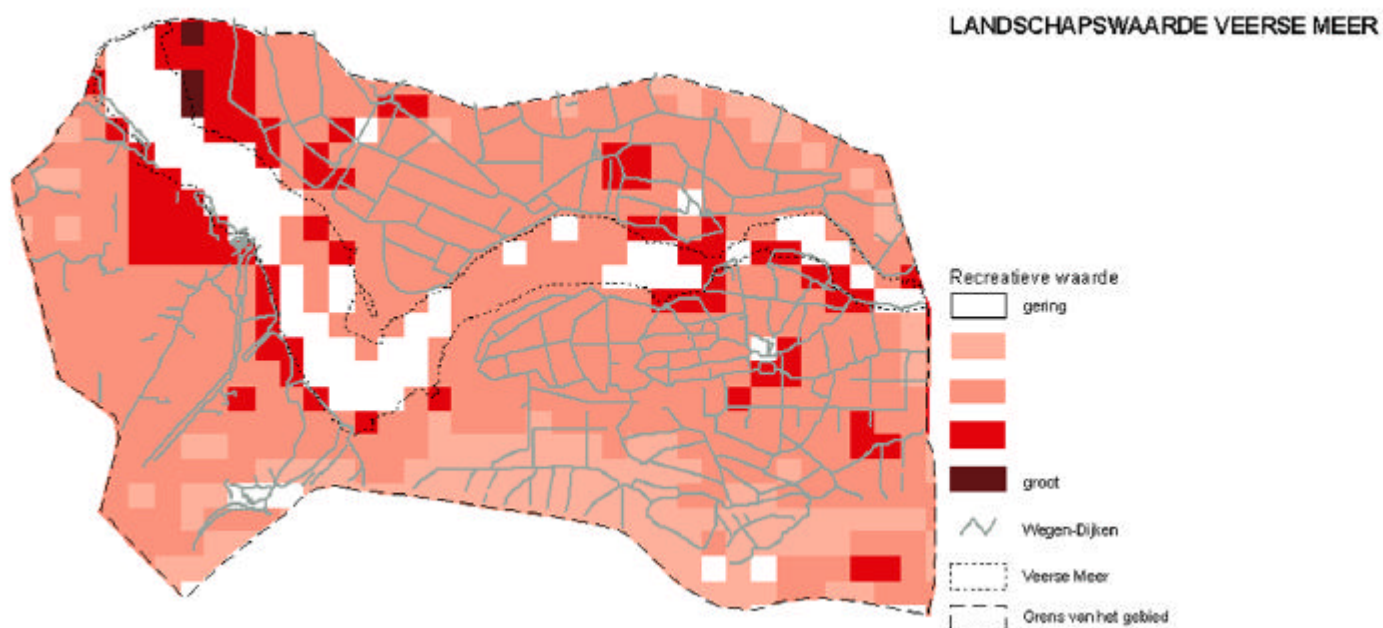 LANDSCHAPSWAARDE VEERSE MEER
Recreatieve waarde
gering
groot
Wegen-Dijken
Veerse Meer
Grens van het gebied